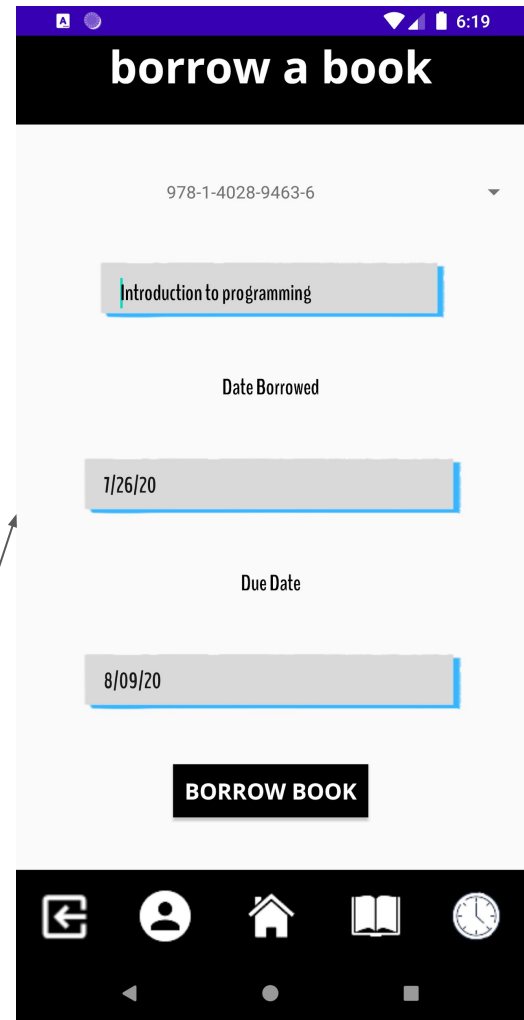 A
6:19
borrow a book
978-1-4028-9463-6
Introduction to programming
Date Borrowed
7/26/20
Due Date
8/09/20
BORROW BOOK